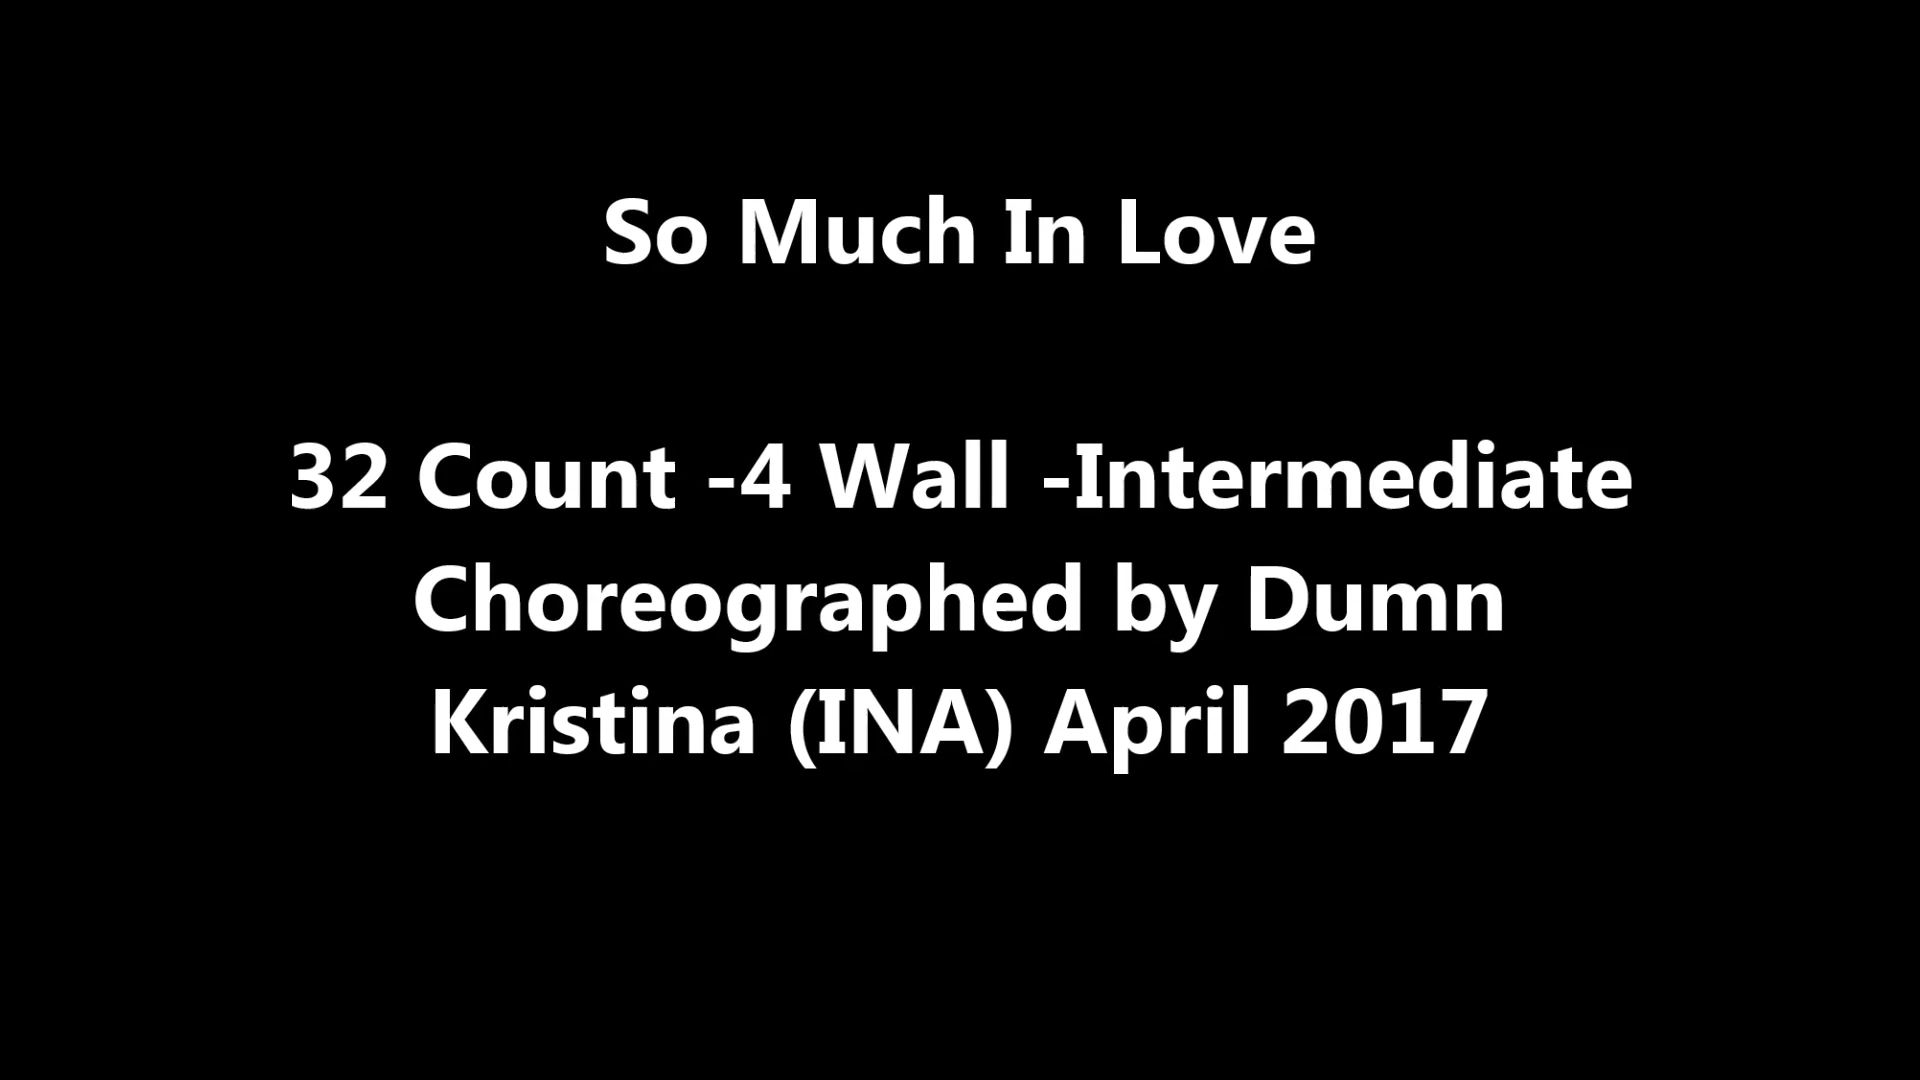 So Much In Love
32 Count -4 Wall -Intermediate
Choreographed by Dumn
Kristina (INA) April 2017